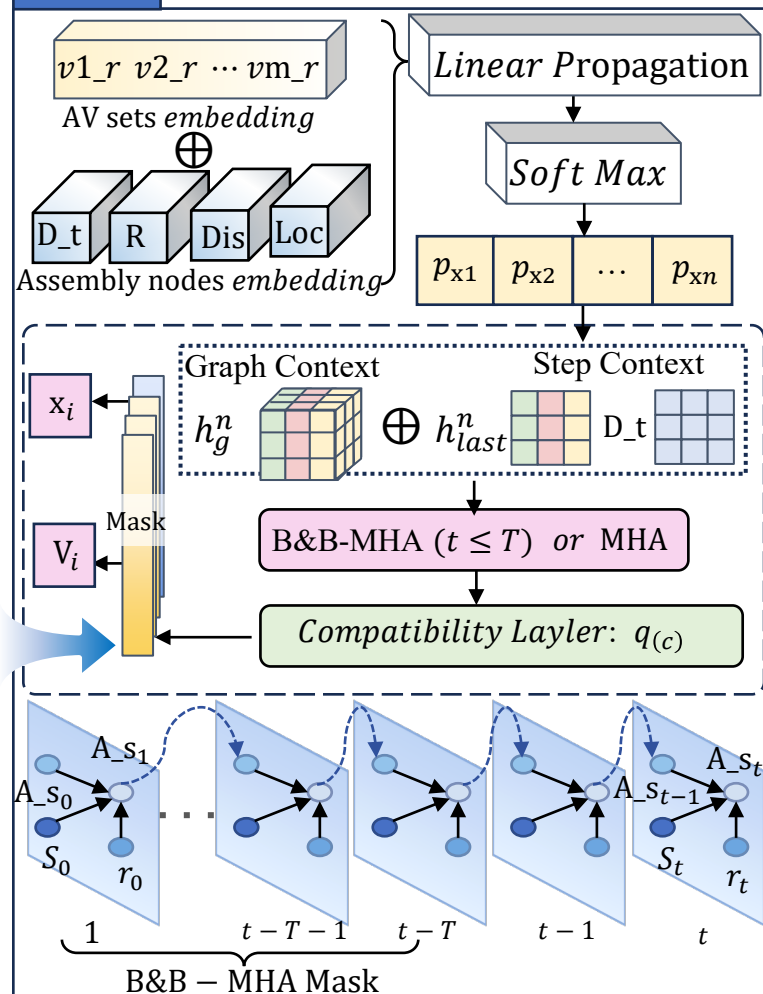 v1_r v2_r ⋯ vm_r
AV sets embedding
⊕
D_t R Dis Loc
Assembly nodes embedding
Linear Propagation
Soft Max
p_x1 p_x2 ⋯ p_xn
Graph Context Step Context
h_g^n ⊕ h_last^n D_t
x_i
Mask
V_i
B&B-MHA (t ≤ T) or MHA
Compatibility Layler: q_(c)
A_s_1 A_s_t
A_s_0 A_s_{t−1}
S_0 r_0 . . . S_t r_t
1 t − T − 1 t − T t − 1 t
B&B − MHA Mask